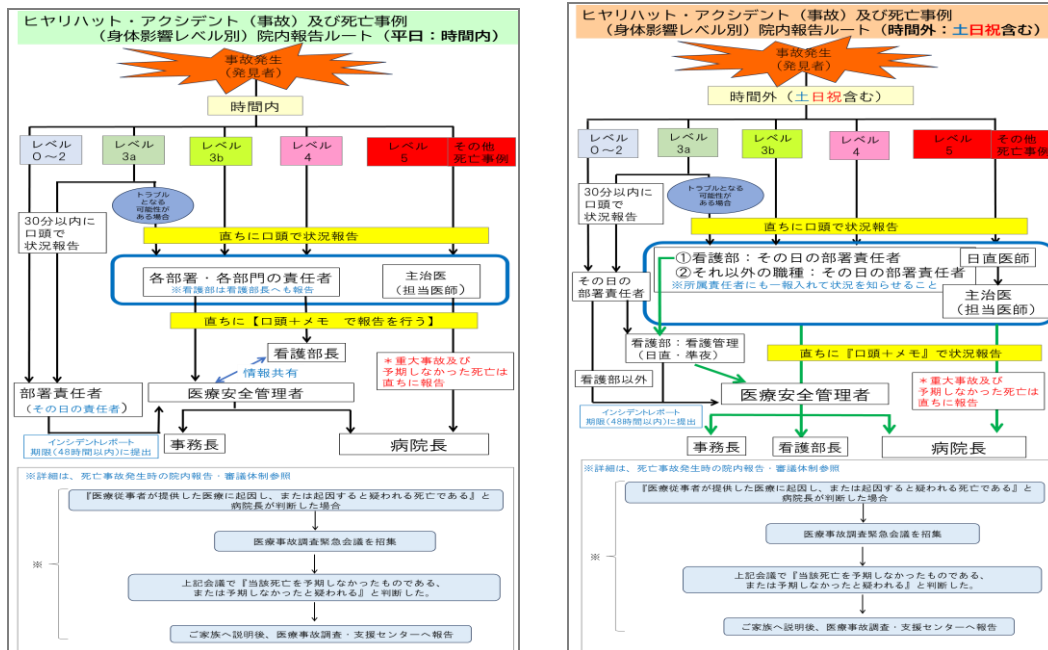 ヒヤリハット・アクシデント(事故)及び死亡事例
(身体影響レベル別)院内報告ルート(平日:時間内)
事故発生
(発見者)
時間内
レベル
0~2
レベル
3a
レベル
3b
レベル
4
レベル
5
その他
死亡事例
トラブル
となる
可能性が
ある場合
30分以内に
口頭で
状況報告
直ちに口頭で状況報告
各部署・各部門の責任者
※看護部は看護部長へも報告
主治医
(担当医師)
直ちに【口頭+メモ で報告を行う】
看護部長
情報共有
*重大事故及び
予期しなかった死亡は
直ちに報告
部署責任者
(その日の責任者)
医療安全管理者
インシデントレポート
期限(48時間以内)に提出
事務長
病院長
※詳細は、死亡事故発生時の院内報告・審議体制参照
『医療従事者が提供した医療に起因し、または起因すると疑われる死亡である』と
病院長が判断した場合
医療事故調査緊急会議を招集
※
上記会議で『当該死亡を予期しなかったものである、
または予期しなかったと疑われる』と判断した。
ご家族へ説明後、医療事故調査・支援センターへ報告
ヒヤリハット・アクシデント(事故)及び死亡事例
(身体影響レベル別)院内報告ルート(時間外:土日祝含む)
事故発生
(発見者)
時間外(土日祝含む)
レベル
0~2
レベル
3a
レベル
3b
レベル
4
レベル
5
その他
死亡事例
トラブルと
なる
可能性が
ある場合
30分以内に
口頭で
状況報告
直ちに口頭で状況報告
①看護部:その日の部署責任者
②それ以外の職種:その日の部署責任者
※所属責任者にも一報入れて状況を知らせること
日直医師
主治医
(担当医師)
その日の
部署責任者
看護部:看護管理
(日直・準夜)
直ちに『口頭+メモ』で状況報告
看護部以外
*重大事故及び
予期しなかった死亡は
直ちに報告
医療安全管理者
インシデントレポート
期限(48時間以内)に提出
事務長
看護部長
病院長
※詳細は、死亡事故発生時の院内報告・審議体制参照
『医療従事者が提供した医療に起因し、または起因すると疑われる死亡である』と
病院長が判断した場合
医療事故調査緊急会議を招集
※
上記会議で『当該死亡を予期しなかったものである、
または予期しなかったと疑われる』と判断した。
ご家族へ説明後、医療事故調査・支援センターへ報告